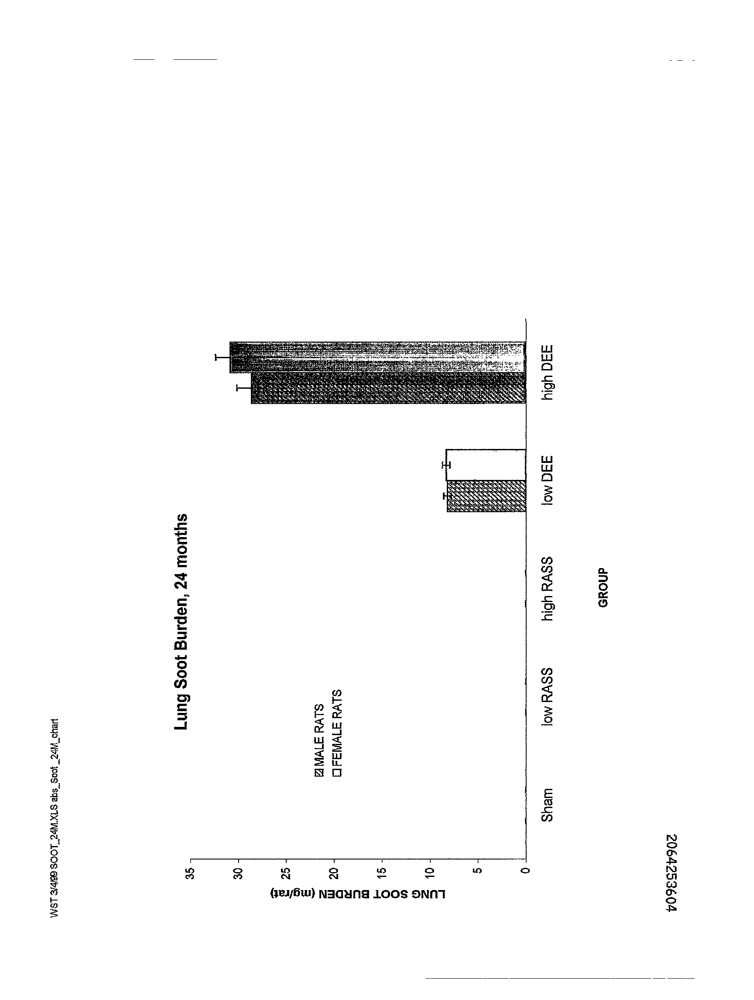 WST 3/4/99 SOOT_24M.XLS abs_Soot_24M_chart
Lung Soot Burden, 24 months
MALE RATS
FEMALE RATS
LUNG SOOT BURDEN (mg/rat)
35
30
25
20
15
10
5
0
Sham
low RASS
high RASS
low DEE
high DEE
GROUP
2064253604